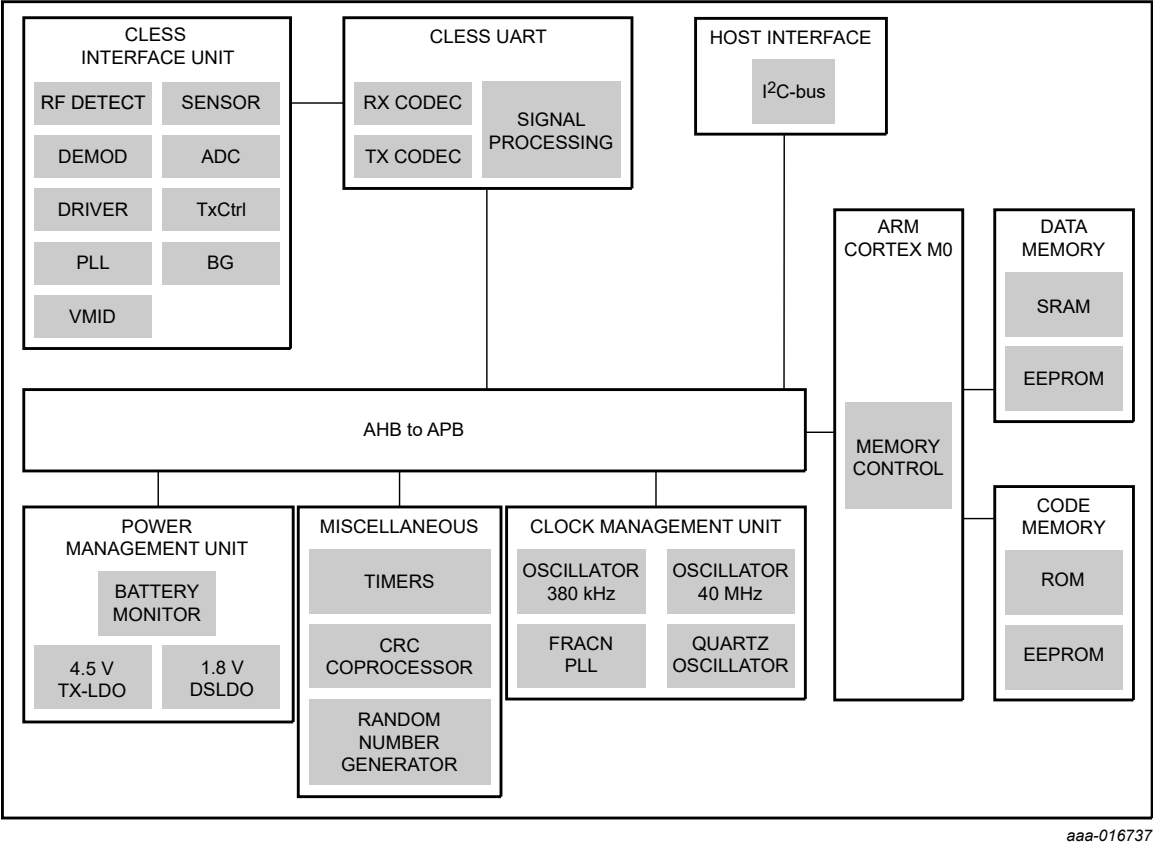 CLESS
INTERFACE UNIT
RF DETECT
SENSOR
DEMOD
ADC
DRIVER
TxCtrl
PLL
BG
VMID
CLESS UART
RX CODEC
TX CODEC
SIGNAL
PROCESSING
HOST INTERFACE
I2C-bus
ARM
CORTEX M0
MEMORY
CONTROL
DATA
MEMORY
SRAM
EEPROM
CODE
MEMORY
ROM
EEPROM
AHB to APB
POWER
MANAGEMENT UNIT
BATTERY
MONITOR
4.5 V
TX-LDO
1.8 V
DSLDO
MISCELLANEOUS
TIMERS
CRC
COPROCESSOR
RANDOM
NUMBER
GENERATOR
CLOCK MANAGEMENT UNIT
OSCILLATOR
380 kHz
OSCILLATOR
40 MHz
FRACN
PLL
QUARTZ
OSCILLATOR
aaa-016737